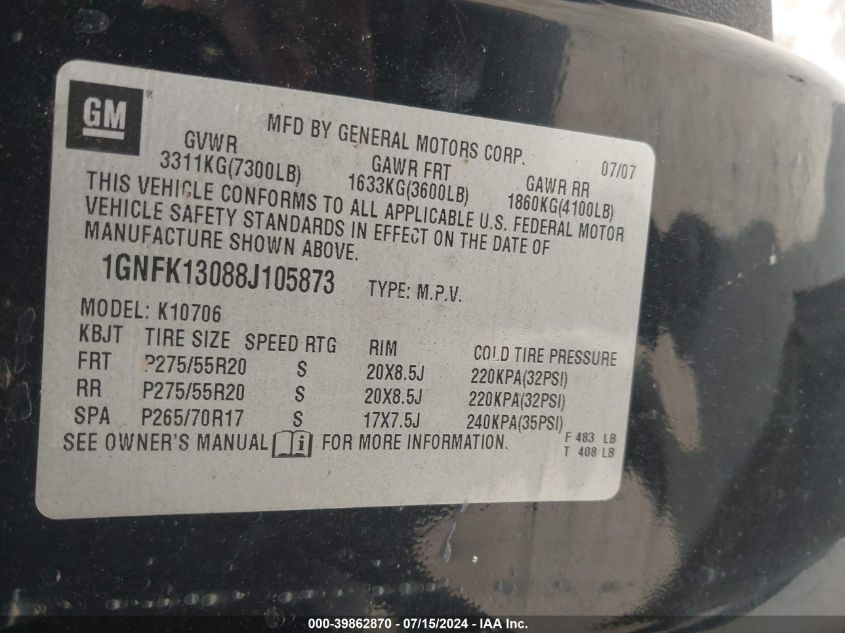 GM
MFD BY GENERAL MOTORS CORP. 07/07
GVWR GAWR FRT GAWR RR
3311KG(7300LB) 1633KG(3600LB) 1860KG(4100LB)
THIS VEHICLE CONFORMS TO ALL APPLICABLE U.S. FEDERAL MOTOR
VEHICLE SAFETY STANDARDS IN EFFECT ON THE DATE OF
MANUFACTURE SHOWN ABOVE.
1GNFK13088J105873 TYPE: M.P.V.
MODEL: K10706
KBJT TIRE SIZE SPEED RTG RIM COLD TIRE PRESSURE
FRT P275/55R20 S 20X8.5J 220KPA(32PSI)
RR P275/55R20 S 20X8.5J 220KPA(32PSI)
SPA P265/70R17 S 17X7.5J 240KPA(35PSI)
SEE OWNER'S MANUAL i FOR MORE INFORMATION. F 483 LB
T 408 LB
000-39862870 - 07/15/2024 - IAA Inc.